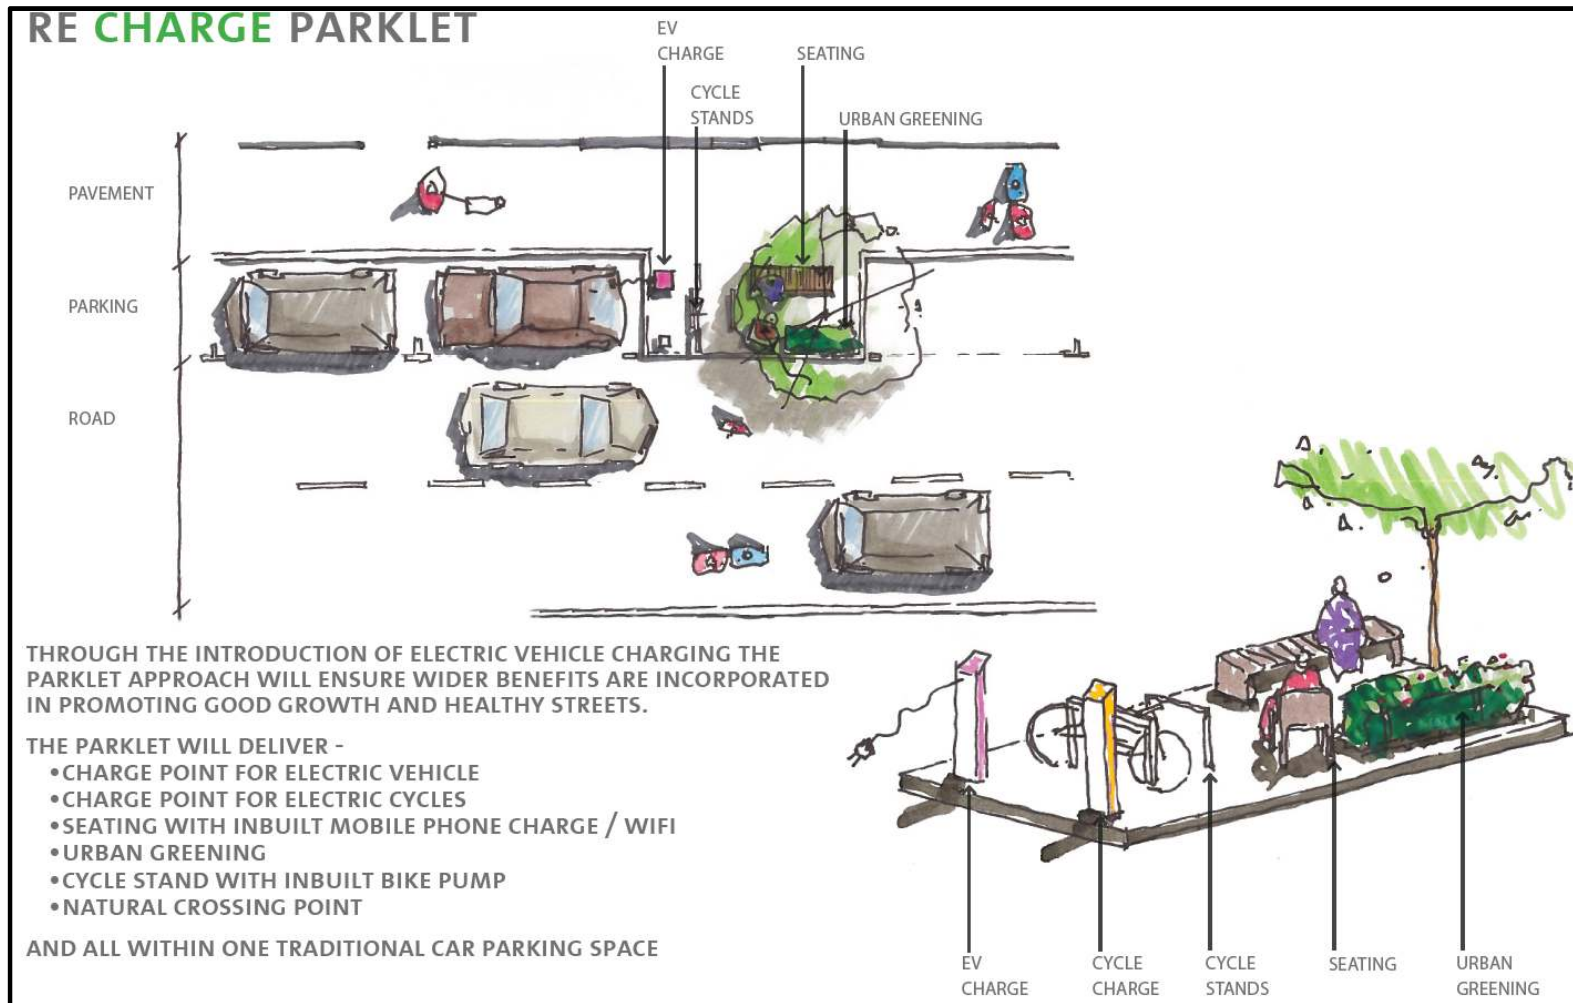 RE CHARGE PARKLET
EV
CHARGE
SEATING
CYCLE
STANDS
URBAN GREENING
PAVEMENT
PARKING
ROAD
THROUGH THE INTRODUCTION OF ELECTRIC VEHICLE CHARGING THE
PARKLET APPROACH WILL ENSURE WIDER BENEFITS ARE INCORPORATED
IN PROMOTING GOOD GROWTH AND HEALTHY STREETS.
THE PARKLET WILL DELIVER -
•CHARGE POINT FOR ELECTRIC VEHICLE
•CHARGE POINT FOR ELECTRIC CYCLES
•SEATING WITH INBUILT MOBILE PHONE CHARGE / WIFI
•URBAN GREENING
•CYCLE STAND WITH INBUILT BIKE PUMP
•NATURAL CROSSING POINT
AND ALL WITHIN ONE TRADITIONAL CAR PARKING SPACE
EV
CHARGE
CYCLE
CHARGE
CYCLE
STANDS
SEATING
URBAN
GREENING